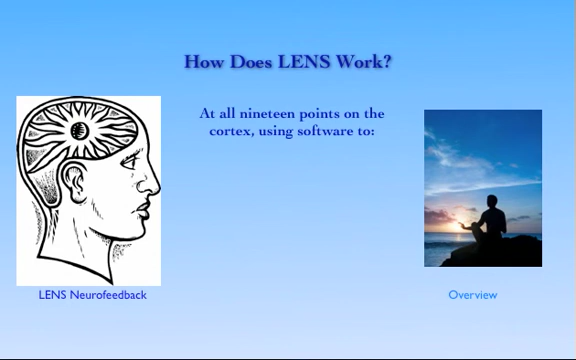 How Does LENS Work?
At all nineteen points on the
cortex, using software to:
LENS Neurofeedback
Overview